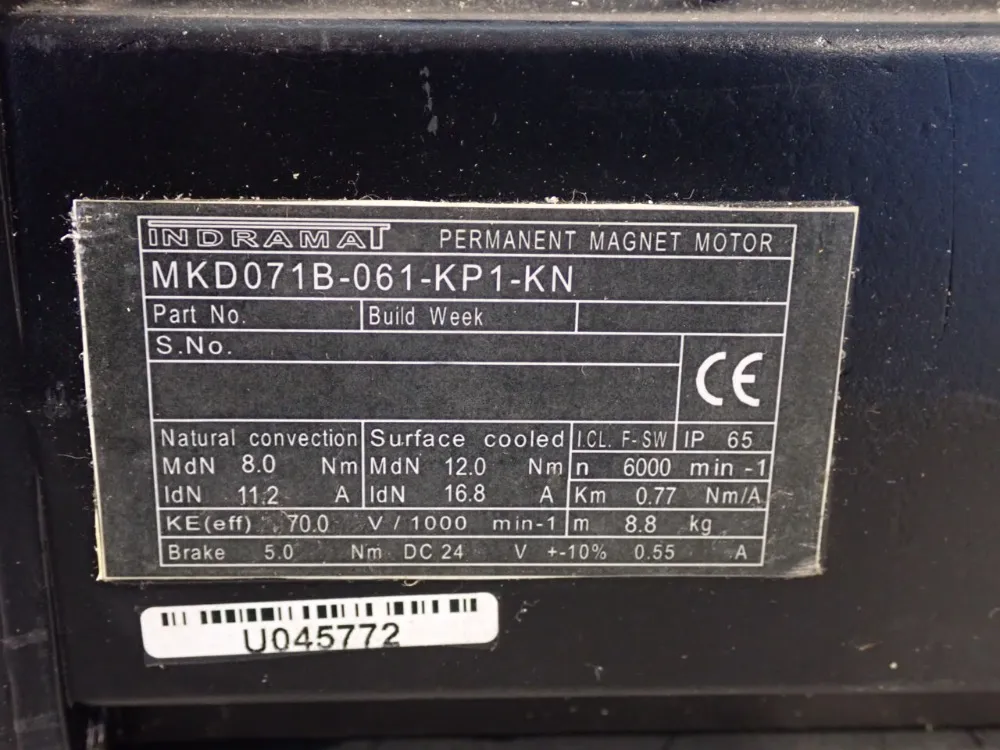 INDRAMAT PERMANENT MAGNET MOTOR
MKD071B-061-KP1-KN
Part No. Build Week
S.No.
CE
Natural convection Surface cooled I.CL. F-SW IP 65
MdN 8.0 Nm MdN 12.0 Nm n 6000 min -1
IdN 11.2 A IdN 16.8 A Km 0.77 Nm/A
KE(eff) 70.0 V/1000 min-1 m 8.8 kg
Brake 5.0 Nm DC 24 V +-10% 0.55 A
U045772